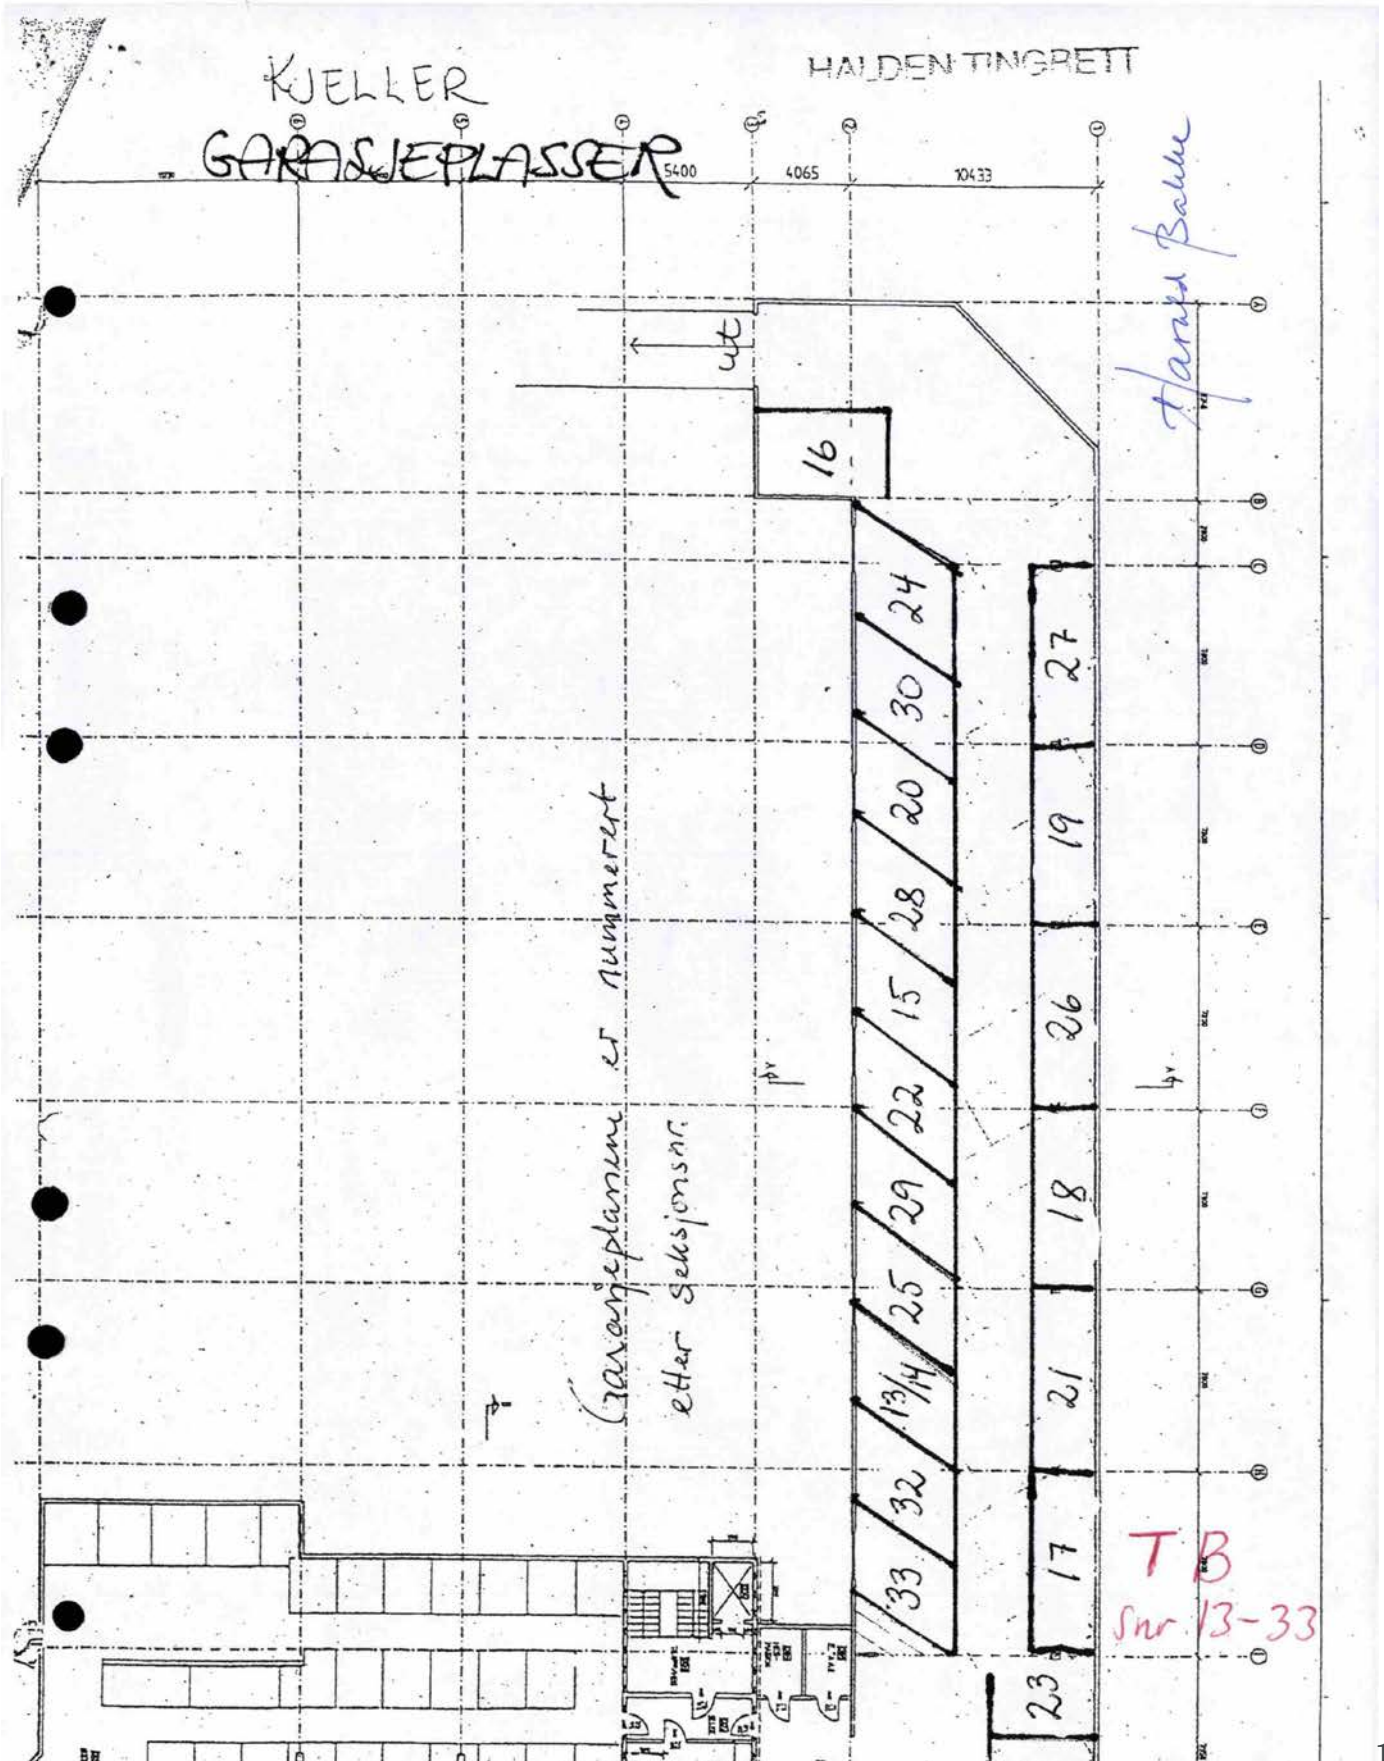 KJELLER
HALDEN TINGRETT
GARASJEPLASSER
5400
4065
10433
Harald Bakke
ut
16
24
30
20
28
15
22
29
25
13/14
32
33
27
19
26
18
21
17
23
Garasjeplassene er nummerert
etter seksjonsnr.
T B
Snr 13-33